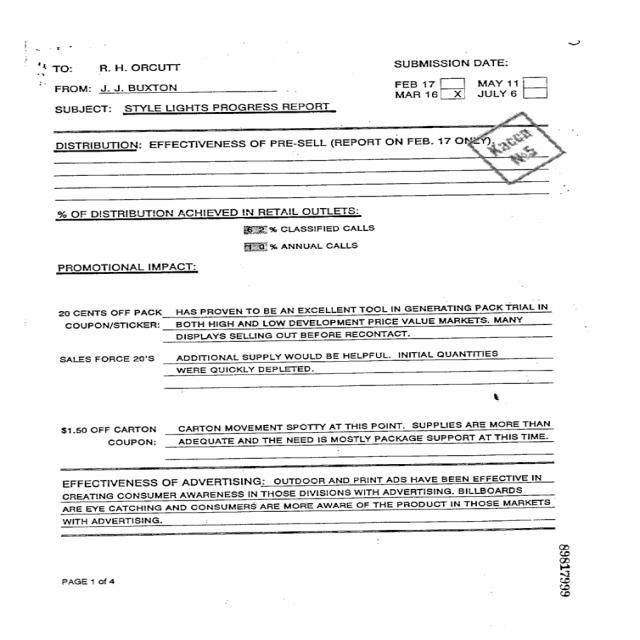 TO: R. H. ORCUTT
FROM: J. J. BUXTON
SUBJECT: STYLE LIGHTS PROGRESS REPORT
SUBMISSION DATE:
FEB 17 MAY 11
MAR 16 X JULY 6
DISTRIBUTION: EFFECTIVENESS OF PRE-SELL (REPORT ON FEB. 17 ONLY).
Касса
№5
% OF DISTRIBUTION ACHIEVED IN RETAIL OUTLETS:
62 % CLASSIFIED CALLS
10 % ANNUAL CALLS
PROMOTIONAL IMPACT:
20 CENTS OFF PACK HAS PROVEN TO BE AN EXCELLENT TOOL IN GENERATING PACK TRIAL IN
COUPON/STICKER: BOTH HIGH AND LOW DEVELOPMENT PRICE VALUE MARKETS. MANY
DISPLAYS SELLING OUT BEFORE RECONTACT.
SALES FORCE 20'S ADDITIONAL SUPPLY WOULD BE HELPFUL. INITIAL QUANTITIES
WERE QUICKLY DEPLETED.
$1.50 OFF CARTON CARTON MOVEMENT SPOTTY AT THIS POINT. SUPPLIES ARE MORE THAN
COUPON: ADEQUATE AND THE NEED IS MOSTLY PACKAGE SUPPORT AT THIS TIME.
EFFECTIVENESS OF ADVERTISING: OUTDOOR AND PRINT ADS HAVE BEEN EFFECTIVE IN
CREATING CONSUMER AWARENESS IN THOSE DIVISIONS WITH ADVERTISING. BILLBOARDS
ARE EYE CATCHING AND CONSUMERS ARE MORE AWARE OF THE PRODUCT IN THOSE MARKETS
WITH ADVERTISING.
PAGE 1 of 4
89817999